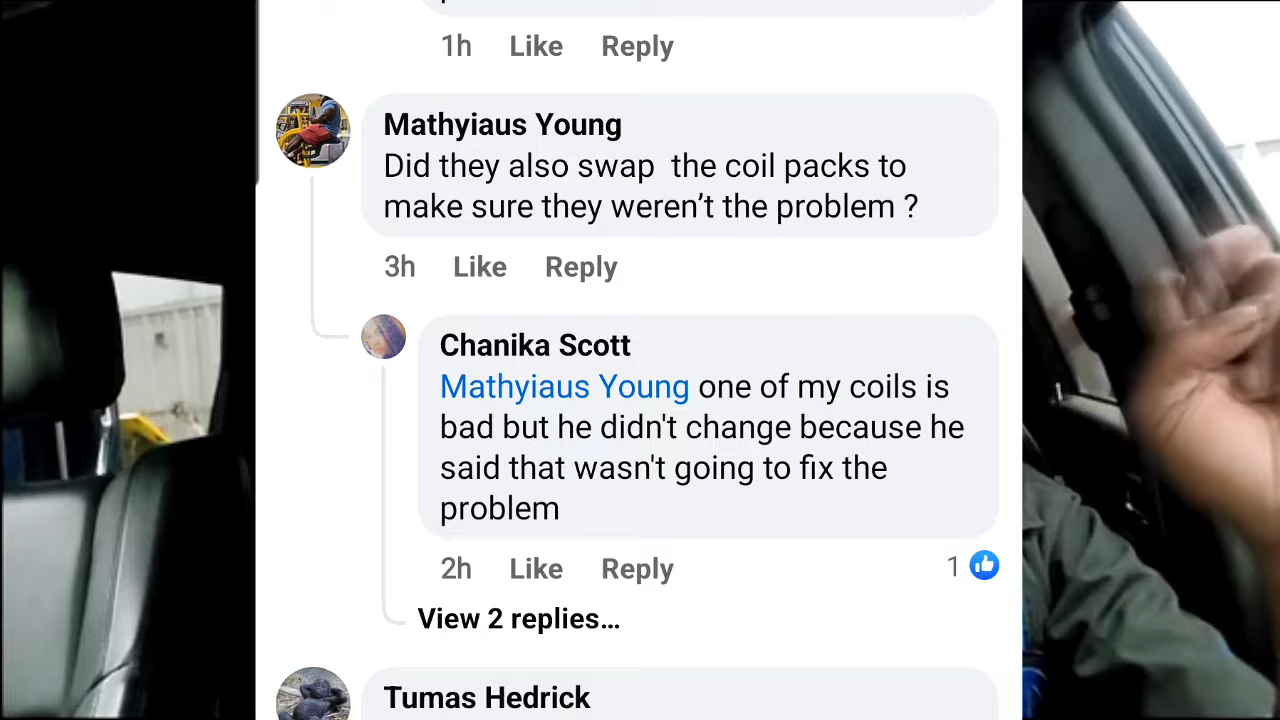 1h Like Reply
Mathyiaus Young
Did they also swap the coil packs to
make sure they weren't the problem ?
3h Like Reply
Chanika Scott
Mathyiaus Young one of my coils is
bad but he didn't change because he
said that wasn't going to fix the
problem
2h Like Reply 1
View 2 replies...
Tumas Hedrick